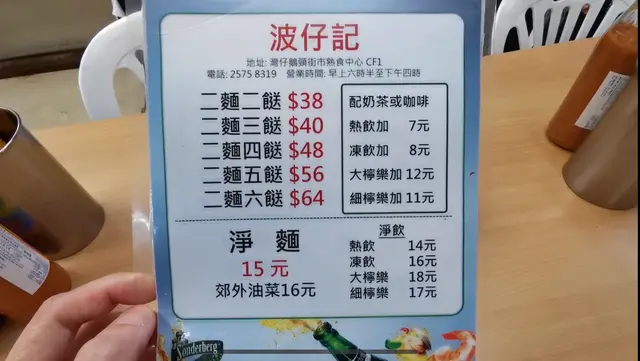 波仔記
地址: 灣仔鵝頸街市熟食中心 CF1
電話: 2575 8319 營業時間: 早上六時半至下午四時
二麵二餸 $38
二麵三餸 $40
二麵四餸 $48
二麵五餸 $56
二麵六餸 $64
配奶茶或咖啡
熱飲加 7元
凍飲加 8元
大檸樂加 12元
細檸樂加 11元
淨麵
15 元
郊外油菜16元
淨飲
熱飲 14元
凍飲 16元
大檸樂 18元
細檸樂 17元
Sonderberg